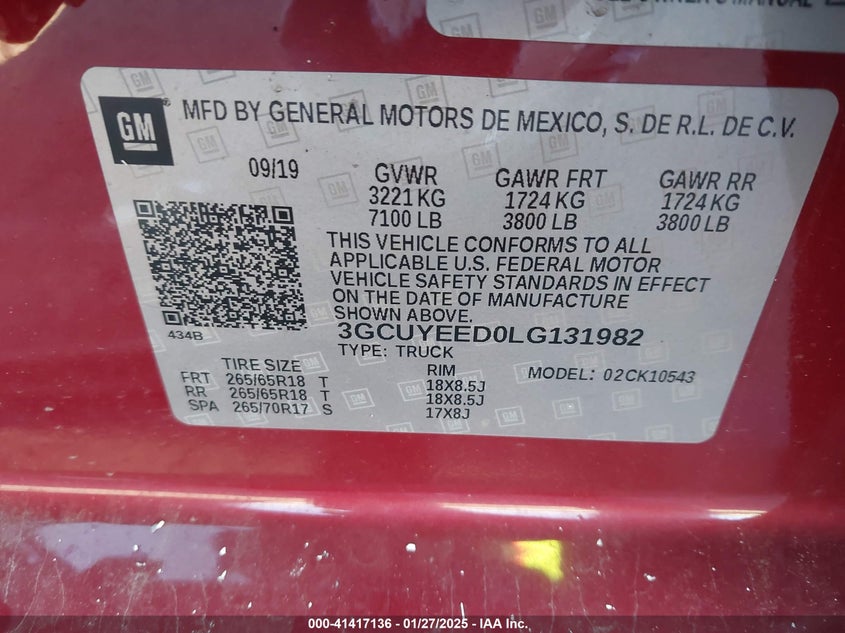 OWNER'S MANUAL
GM
MFD BY GENERAL MOTORS DE MEXICO, S. DE R.L. DE C.V.
09/19
GVWR GAWR FRT GAWR RR
3221 KG 1724 KG 1724 KG
7100 LB 3800 LB 3800 LB
THIS VEHICLE CONFORMS TO ALL
APPLICABLE U.S. FEDERAL MOTOR
VEHICLE SAFETY STANDARDS IN EFFECT
ON THE DATE OF MANUFACTURE
SHOWN ABOVE.
434B
3GCUYEED0LG131982
TYPE: TRUCK
TIRE SIZE RIM MODEL: 02CK10543
FRT 265/65R18 T 18X8.5J
RR 265/65R18 T 18X8.5J
SPA 265/70R17 S 17X8J
000-41417136 - 01/27/2025 - IAA Inc.